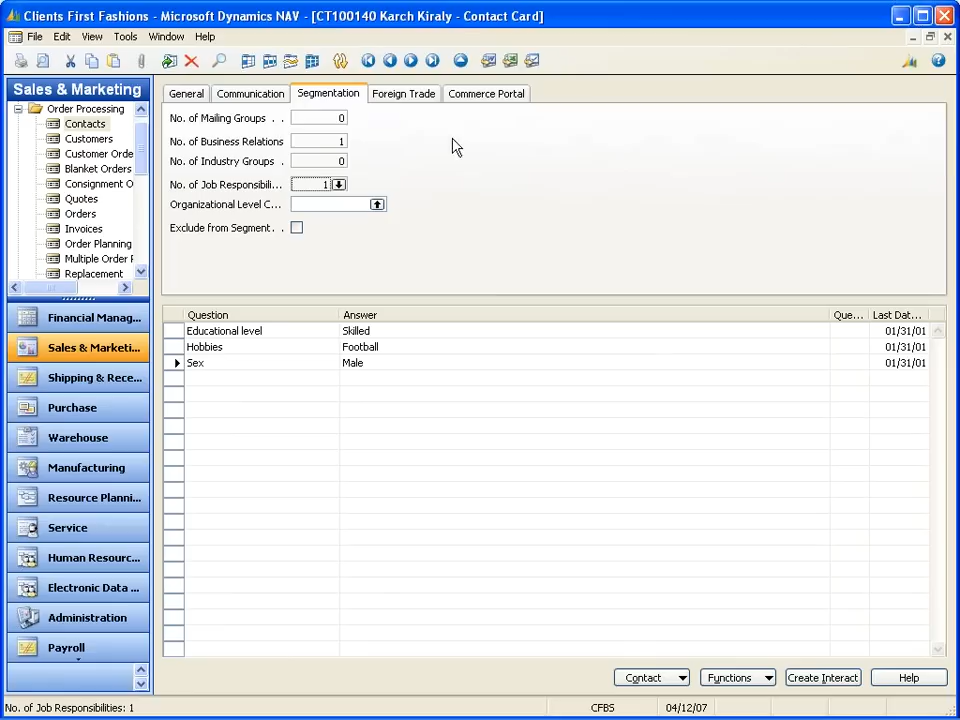 Clients First Fashions - Microsoft Dynamics NAV - [CT100140 Karch Kiraly - Contact Card]
File Edit View Tools Window Help
Sales & Marketing
Order Processing
Contacts
Customers
Customer Orde
Blanket Orders
Consignment O
Quotes
Orders
Invoices
Order Planning
Multiple Order F
Replacement
Financial Manag...
Sales & Marketi...
Shipping & Rece...
Purchase
Warehouse
Manufacturing
Resource Planni...
Service
Human Resourc...
Electronic Data ...
Administration
Payroll
General Communication Segmentation Foreign Trade Commerce Portal
No. of Mailing Groups . . 0
No. of Business Relations 1
No. of Industry Groups . 0
No. of Job Responsibili... 1
Organizational Level C...
Exclude from Segment. . .
Question Answer Que... Last Dat...
Educational level Skilled 01/31/01
Hobbies Football 01/31/01
Sex Male 01/31/01
Contact Functions Create Interact Help
No. of Job Responsibilities: 1 CFBS 04/12/07